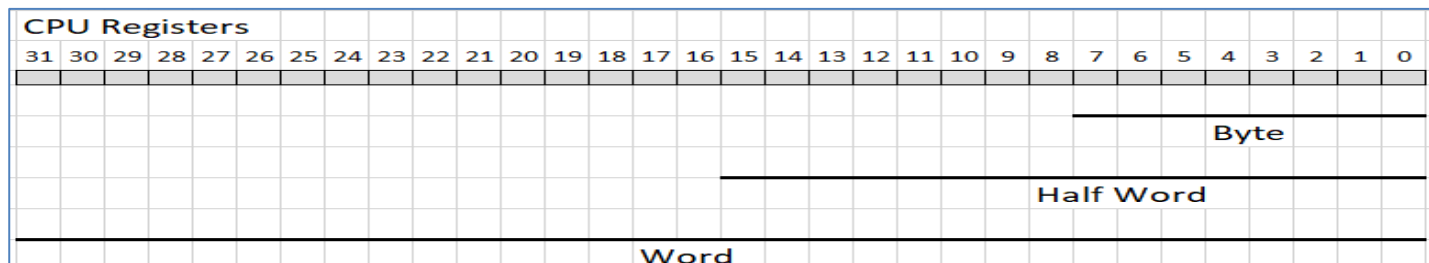 CPU Registers
31 30 29 28 27 26 25 24 23 22 21 20 19 18 17 16 15 14 13 12 11 10 9 8 7 6 5 4 3 2 1 0
Byte
Half Word
Word